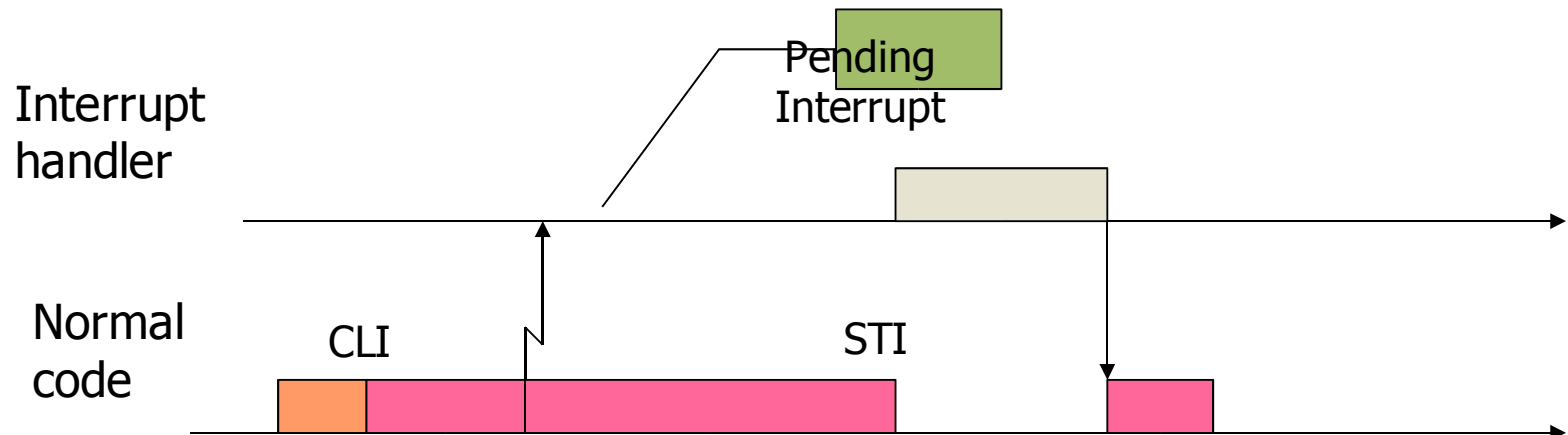 Pending
Interrupt
Interrupt
handler
Normal
code
CLI
STI